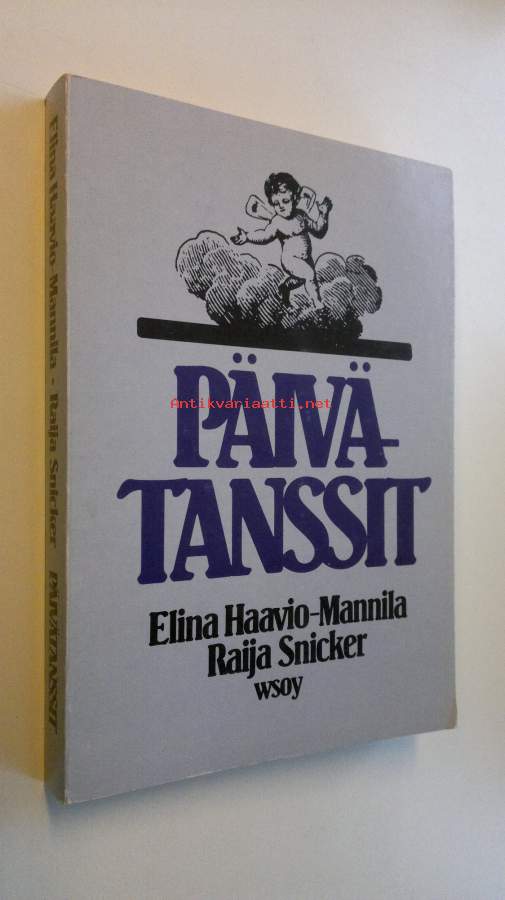 Elina Haavio-Mannila - Raija Snicker PÄIVÄTANSSIT
PÄIVÄ-
Antikvariaatti.net
TANSSIT
Elina Haavio-Mannila
Raija Snicker
wsoy